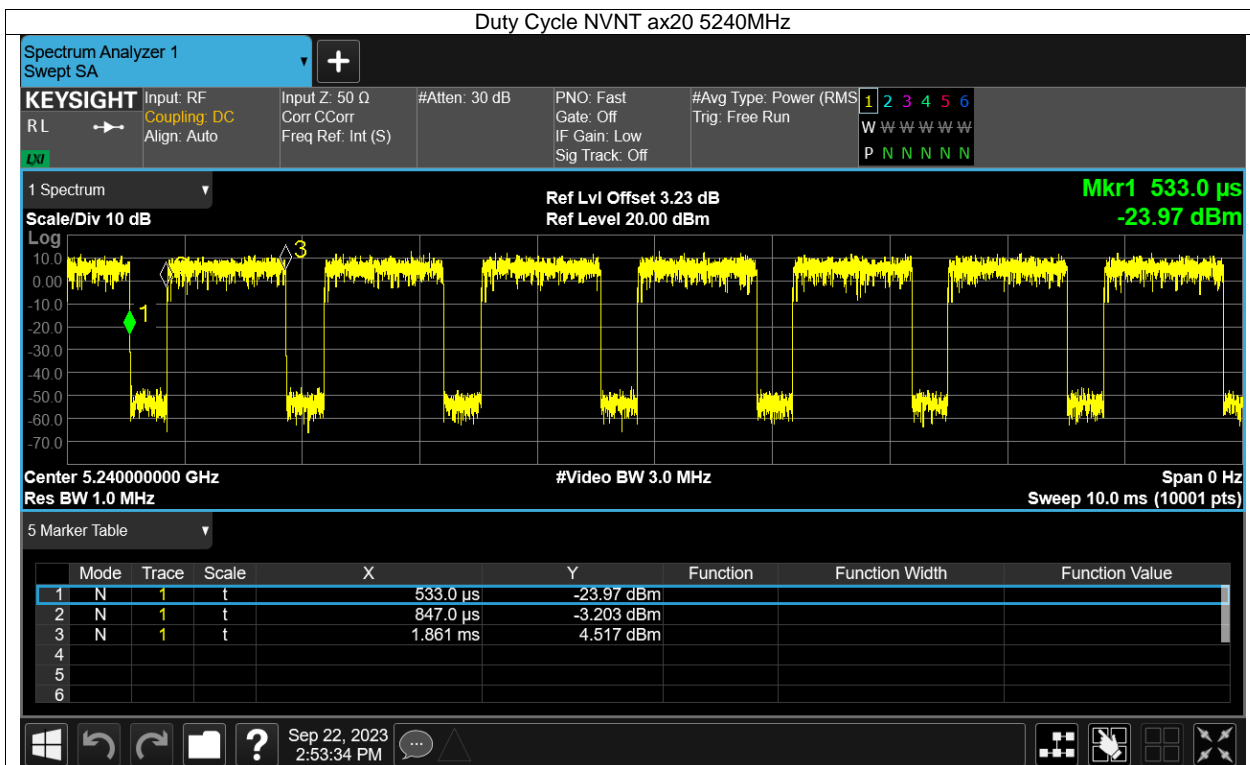 Duty Cycle NVNT ax20 5240MHz
Spectrum Analyzer 1
Swept SA
KEYSIGHT
RL
LXI
Input: RF
Coupling: DC
Align: Auto
Input Z: 50 Ω
Corr CCorr
Freq Ref: Int (S)
#Atten: 30 dB
PNO: Fast
Gate: Off
IF Gain: Low
Sig Track: Off
#Avg Type: Power (RMS
Trig: Free Run
1 2 3 4 5 6
W W W W W W
P N N N N N
1 Spectrum
Scale/Div 10 dB
Ref Lvl Offset 3.23 dB
Ref Level 20.00 dBm
Mkr1 533.0 µs
-23.97 dBm
Log
10.0
0.00
-10.0
-20.0
-30.0
-40.0
-50.0
-60.0
-70.0
1
3
Center 5.240000000 GHz
#Video BW 3.0 MHz
Span 0 Hz
Res BW 1.0 MHz
Sweep 10.0 ms (10001 pts)
5 Marker Table
Mode Trace Scale X Y Function Function Width Function Value
1 N 1 t 533.0 µs -23.97 dBm
2 N 1 t 847.0 µs -3.203 dBm
3 N 1 t 1.861 ms 4.517 dBm
4
5
6
?
Sep 22, 2023
2:53:34 PM